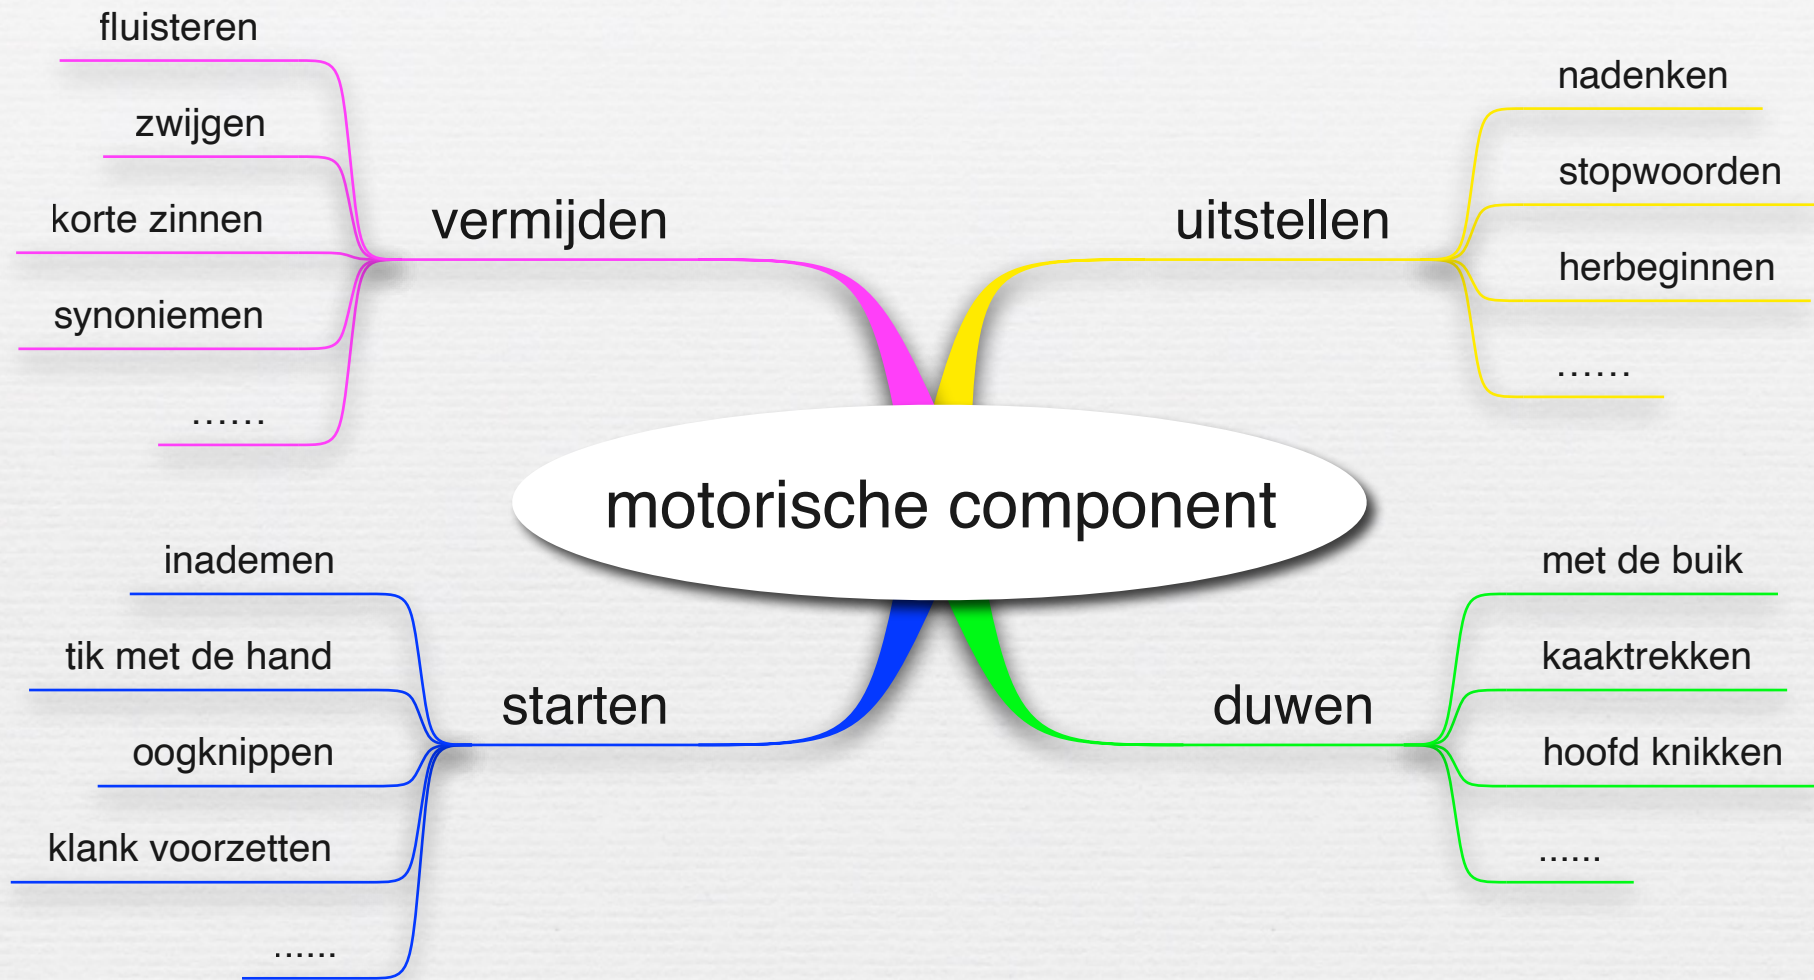 motorische component
vermijden
fluisteren
zwijgen
korte zinnen
synoniemen
......
uitstellen
nadenken
stopwoorden
herbeginnen
......
starten
inademen
tik met de hand
oogknippen
klank voorzetten
......
duwen
met de buik
kaaktrekken
hoofd knikken
......